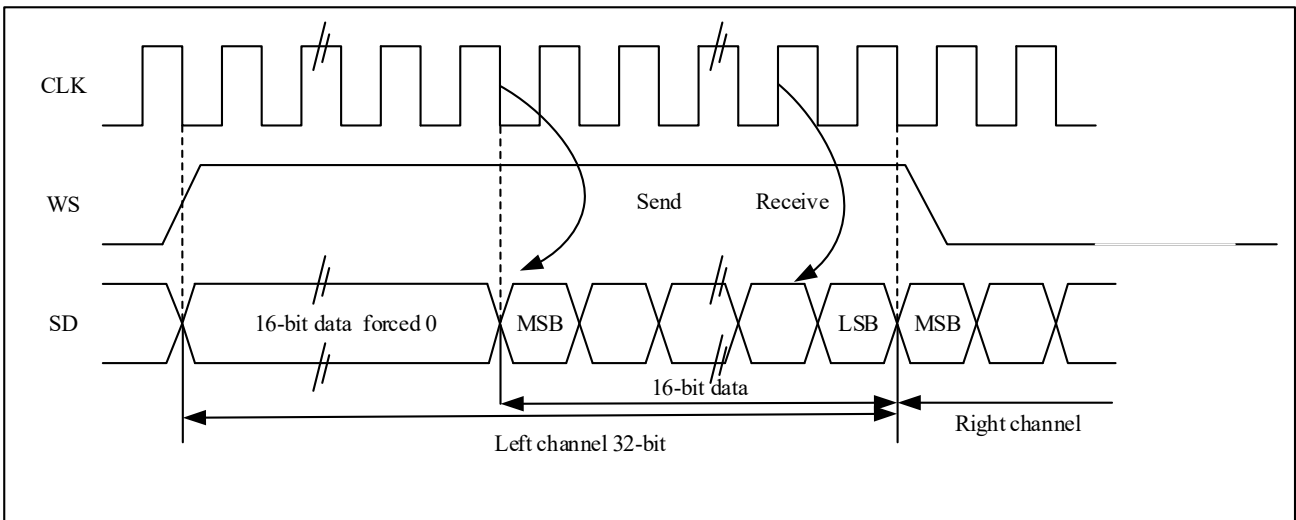 CLK
WS
Send
Receive
SD
16-bit data forced 0
MSB
LSB
MSB
16-bit data
Left channel 32-bit
Right channel